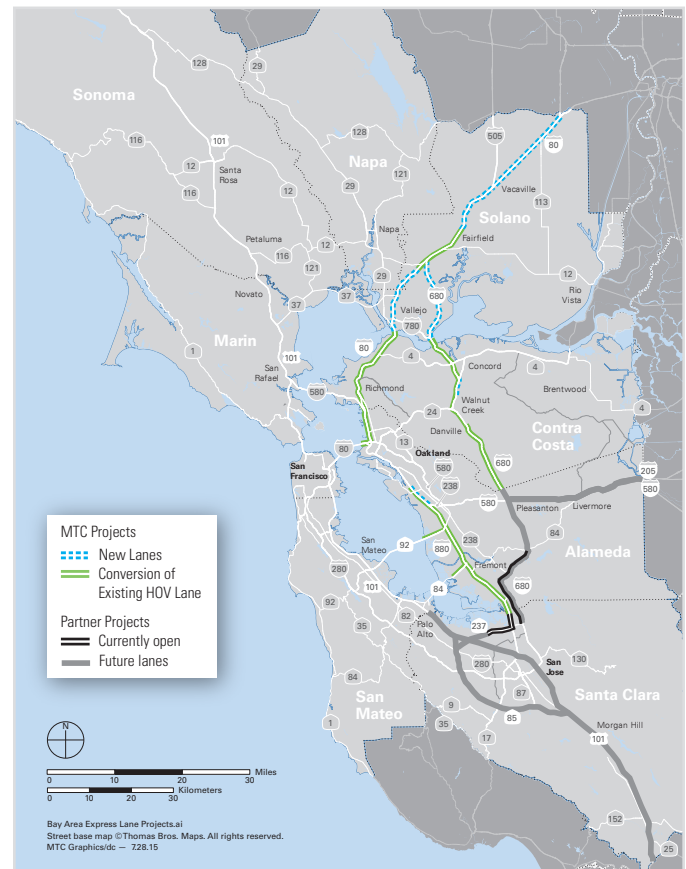 128
29
Sonoma
128
505
80
116
101
Napa
12
Santa
Rosa
121
29
Vacaville
116
12
113
Solano
Napa
Petaluma
12
Fairfield
116
121
29
12
Rio
Vista
Novato
37
37
680
Vallejo
780
Marin
1
80
101
4
Concord
4
San
Rafael
580
Richmond
Brentwood
Walnut
Creek
4
24
Danville
Contra
Costa
13
80
Oakland
San
Francisco
580
680
205
238
580
580
Pleasanton
Livermore
MTC Projects
New Lanes
Conversion of
Existing HOV Lane
Partner Projects
Currently open
Future lanes
84
San
Mateo
92
880
238
Alameda
280
Fremont
101
84
680
92
82
Palo
Alto
237
35
280
San
Jose
130
84
87
Santa Clara
San
Mateo
9
85
1
35
Morgan Hill
17
101
N
Miles
0 10 20 30
Kilometers
0 10 20 30
152
Bay Area Express Lane Projects.ai
Street base map ©Thomas Bros. Maps. All rights reserved.
MTC Graphics/dc — 7.28.15
25